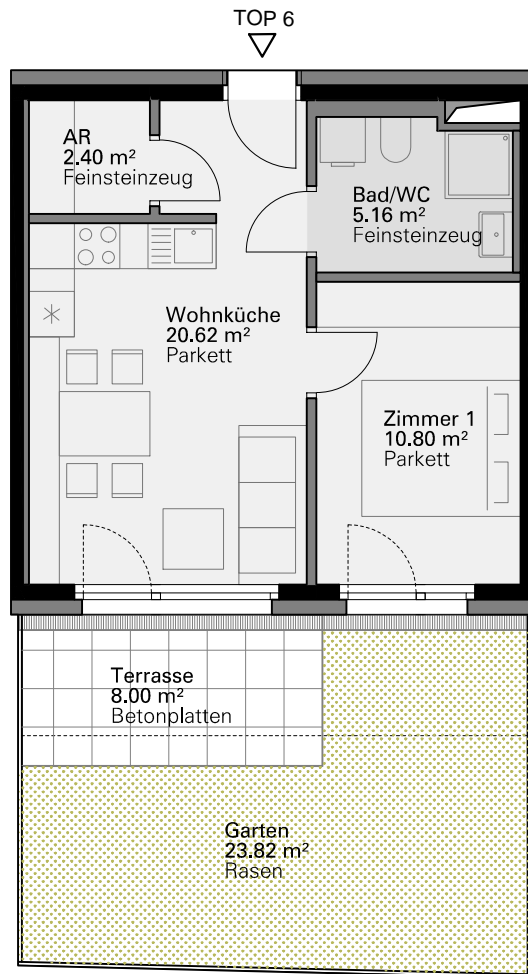 TOP 6
AR
2.40 m²
Feinsteinzeug
Bad/WC
5.16 m²
Feinsteinzeug
Wohnküche
20.62 m²
Parkett
Zimmer 1
10.80 m²
Parkett
Terrasse
8.00 m²
Betonplatten
Garten
23.82 m²
Rasen